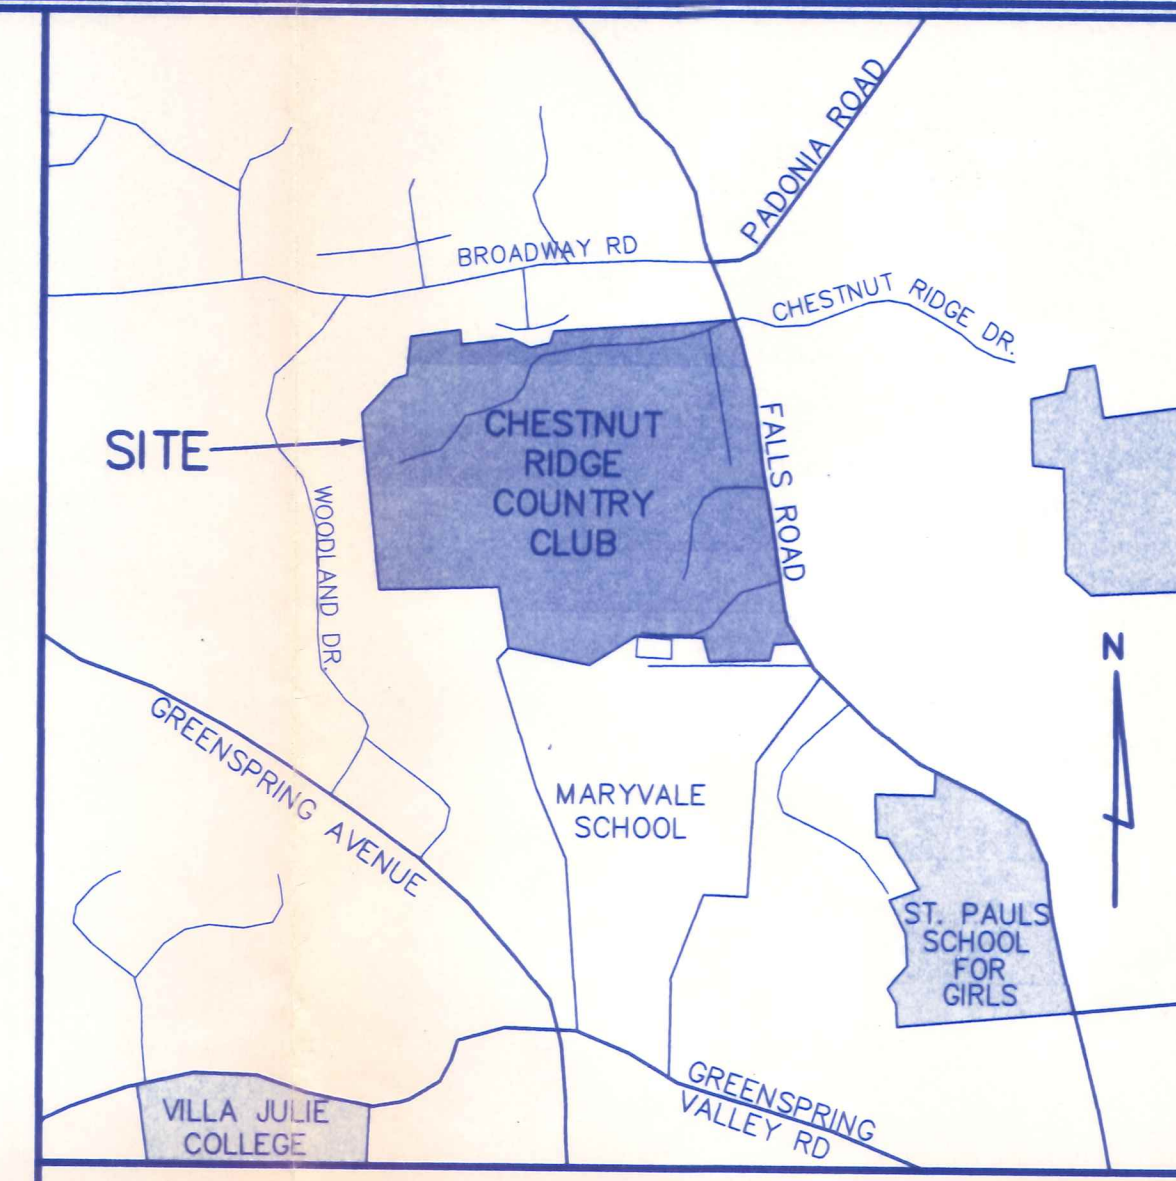 PADONIA ROAD
BROADWAY RD
CHESTNUT RIDGE DR.
SITE
CHESTNUT
RIDGE
COUNTRY
CLUB
FALLS ROAD
WOODLAND DR.
N
GREENSPRING AVENUE
MARYVALE
SCHOOL
ST. PAULS
SCHOOL
FOR
GIRLS
VILLA JULIE
COLLEGE
GREENSPRING
VALLEY RD